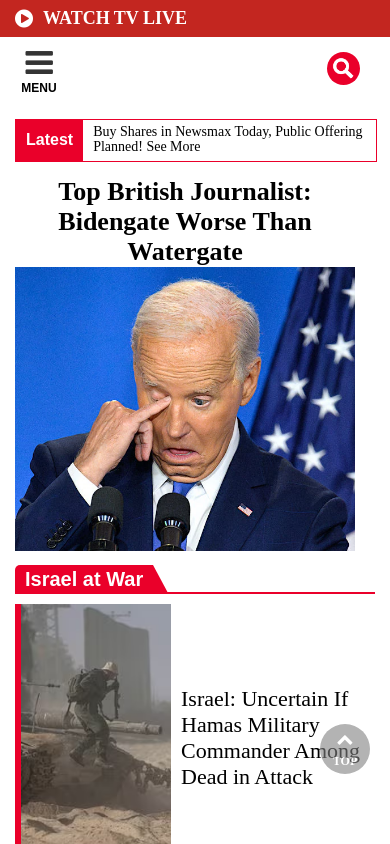 WATCH TV LIVE
MENU
Latest
Buy Shares in Newsmax Today, Public Offering
Planned! See More
Top British Journalist:
Bidengate Worse Than
Watergate
Israel at War
Israel: Uncertain If
Hamas Military
Commander Among
Dead in Attack
TOP